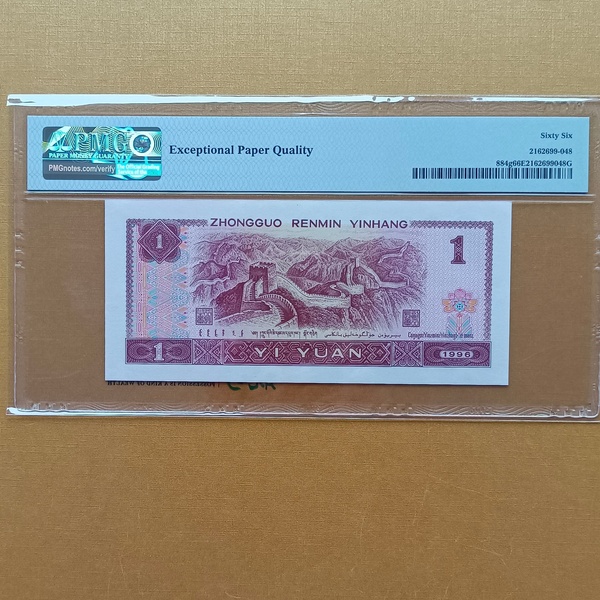 PMG
PAPER MONEY GUARANTY
PMGnotes.com/verify
Exceptional Paper Quality
Sixty Six
2162699-048
884g66E2162699048G
ZHONGGUO RENMIN YINHANG
1
1
1
YI YUAN
1996